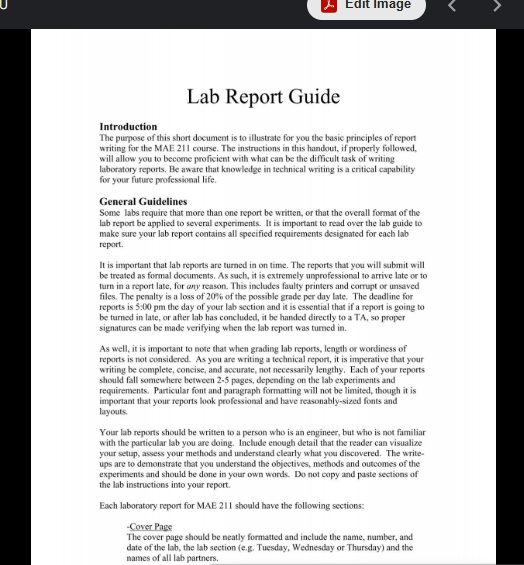 Edit Image
Lab Report Guide
Introduction
The purpose of this short document is to illustrate for you the basic principles of report
writing for the MAE 211 course. The instructions in this handout, if properly followed,
will allow you to become proficient with what can be the difficult task of writing
laboratory reports. Be aware that knowledge in technical writing is a critical capability
for your future professional life.
General Guidelines
Some labs require that more than one report be written, or that the overall format of the
lab report be applied to several experiments. It is important to read over the lab guide to
make sure your lab report contains all specified requirements designated for each lab
report.
It is important that lab reports are turned in on time. The reports that you will submit will
be treated as formal documents. As such, it is extremely unprofessional to arrive late or to
turn in a report late, for any reason. This includes faulty printers and corrupt or unsaved
files. The penalty is a loss of 20% of the possible grade per day late. The deadline for
reports is 5:00 pm the day of your lab section and it is essential that if a report is going to
be turned in late, or after lab has concluded, it be handed directly to a TA, so proper
signatures can be made verifying when the lab report was turned in.
As well, it is important to note that when grading lab reports, length or wordiness of
reports is not considered. As you are writing a technical report, it is imperative that your
writing be complete, concise, and accurate, not necessarily lengthy. Each of your reports
should fall somewhere between 2-5 pages, depending on the lab experiments and
requirements. Particular font and paragraph formatting will not be limited, though it is
important that your reports look professional and have reasonably-sized fonts and
layouts.
Your lab reports should be written to a person who is an engineer, but who is not familiar
with the particular lab you are doing. Include enough detail that the reader can visualize
your setup, assess your methods and understand clearly what you discovered. The write-
ups are to demonstrate that you understand the objectives, methods and outcomes of the
experiments and should be done in your own words. Do not copy and paste sections of
the lab instructions into your report.
Each laboratory report for MAE 211 should have the following sections:
-Cover Page
The cover page should be neatly formatted and include the name, number, and
date of the lab, the lab section (e.g. Tuesday, Wednesday or Thursday) and the
names of all lab partners.